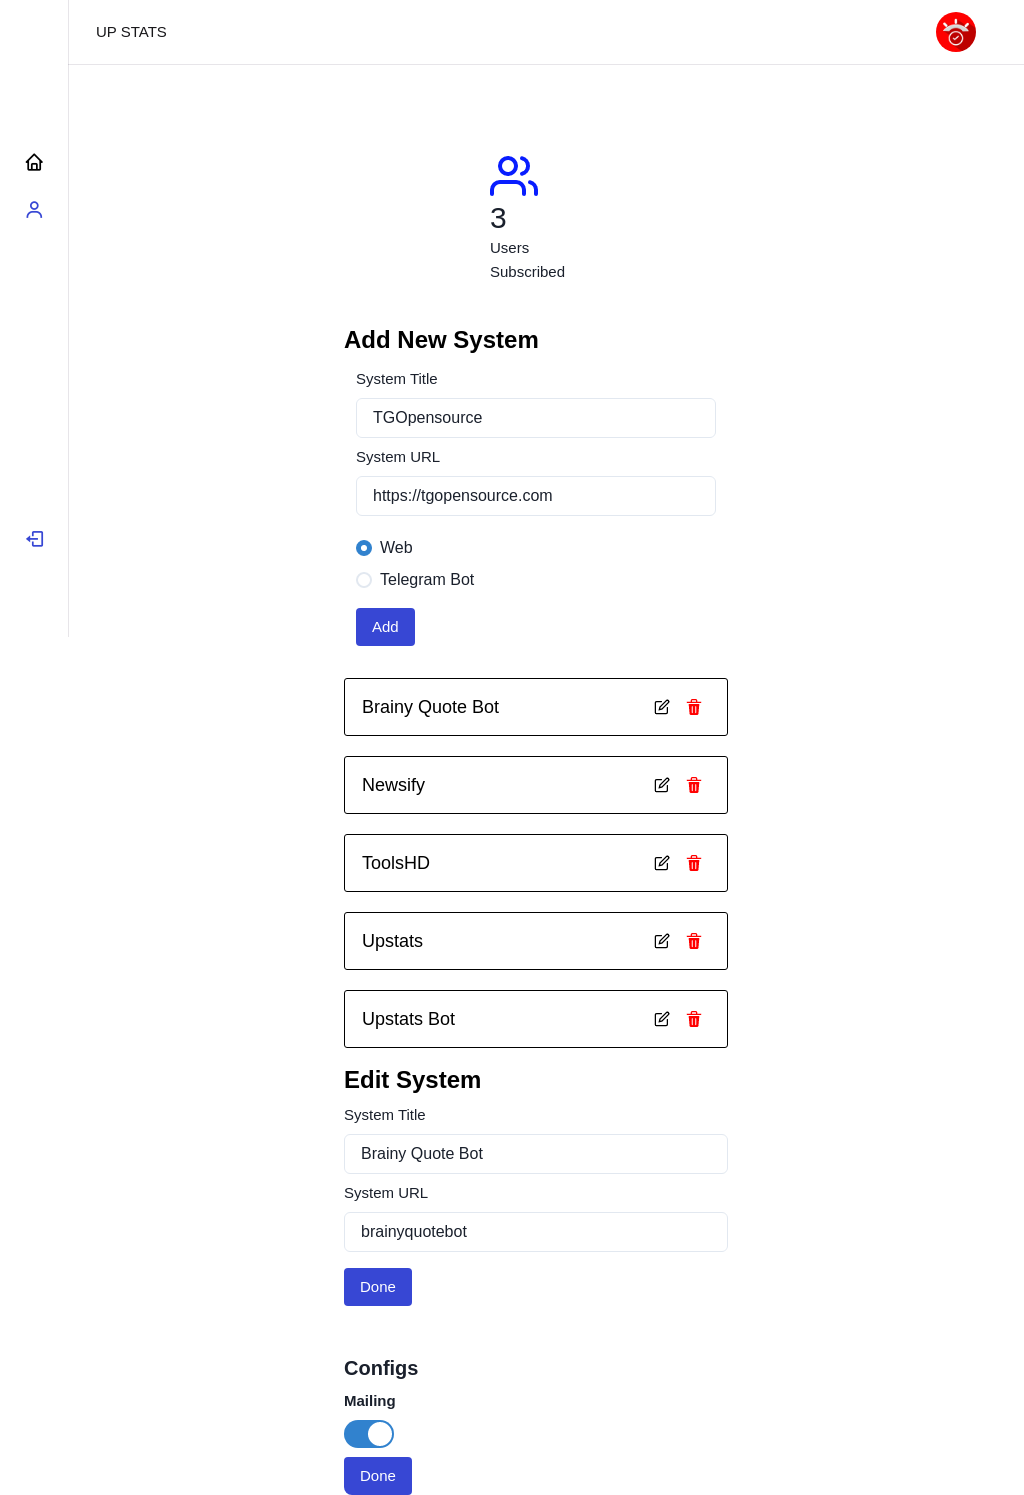 UP STATS
3
Users
Subscribed
Add New System
System Title
TGOpensource
System URL
https://tgopensource.com
Web
Telegram Bot
Add
Brainy Quote Bot
Newsify
ToolsHD
Upstats
Upstats Bot
Edit System
System Title
Brainy Quote Bot
System URL
brainyquotebot
Done
Configs
Mailing
Done